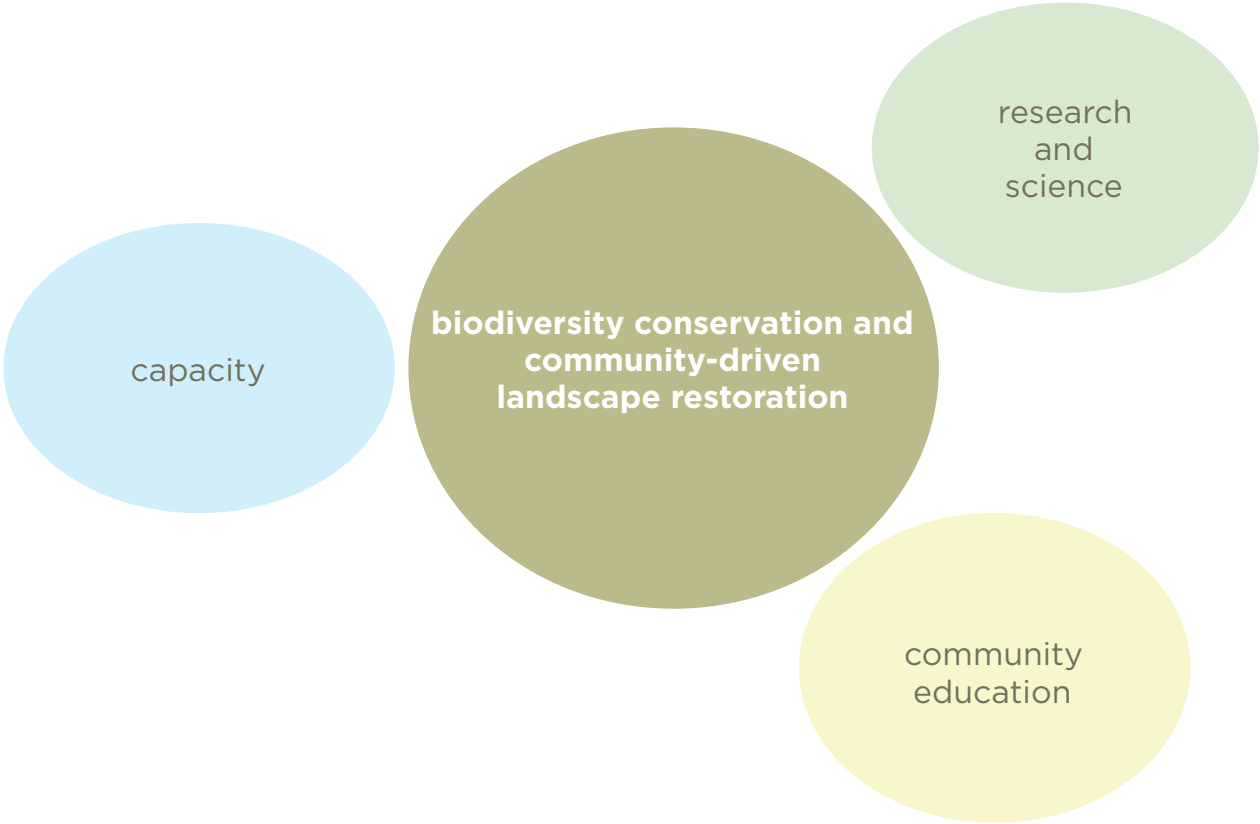 research
and
science
biodiversity conservation and
community-driven
landscape restoration
capacity
community
education